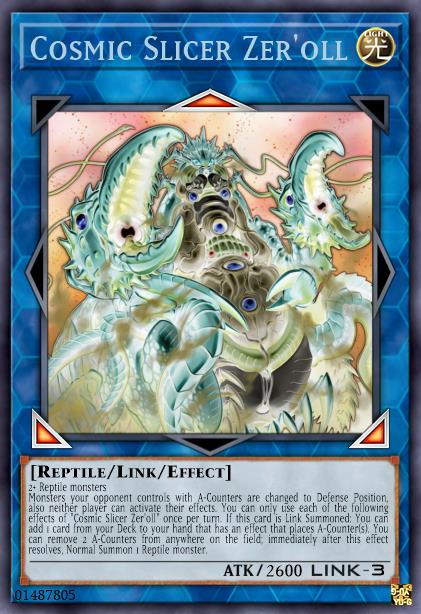 COSMIC SLICER ZER'OLL
LIGHT
光
[REPTILE/LINK/EFFECT]
2+ Reptile monsters
Monsters your opponent controls with A-Counters are changed to Defense Position,
also neither player can activate their effects. You can only use each of the following
effects of "Cosmic Slicer Zer'oll" once per turn. If this card is Link Summoned: You can
add 1 card from your Deck to your hand that has an effect that places A-Counter(s). You
can remove 2 A-Counters from anywhere on the field; immediately after this effect
resolves, Normal Summon 1 Reptile monster.
ATK/2600 LINK-3
01487805